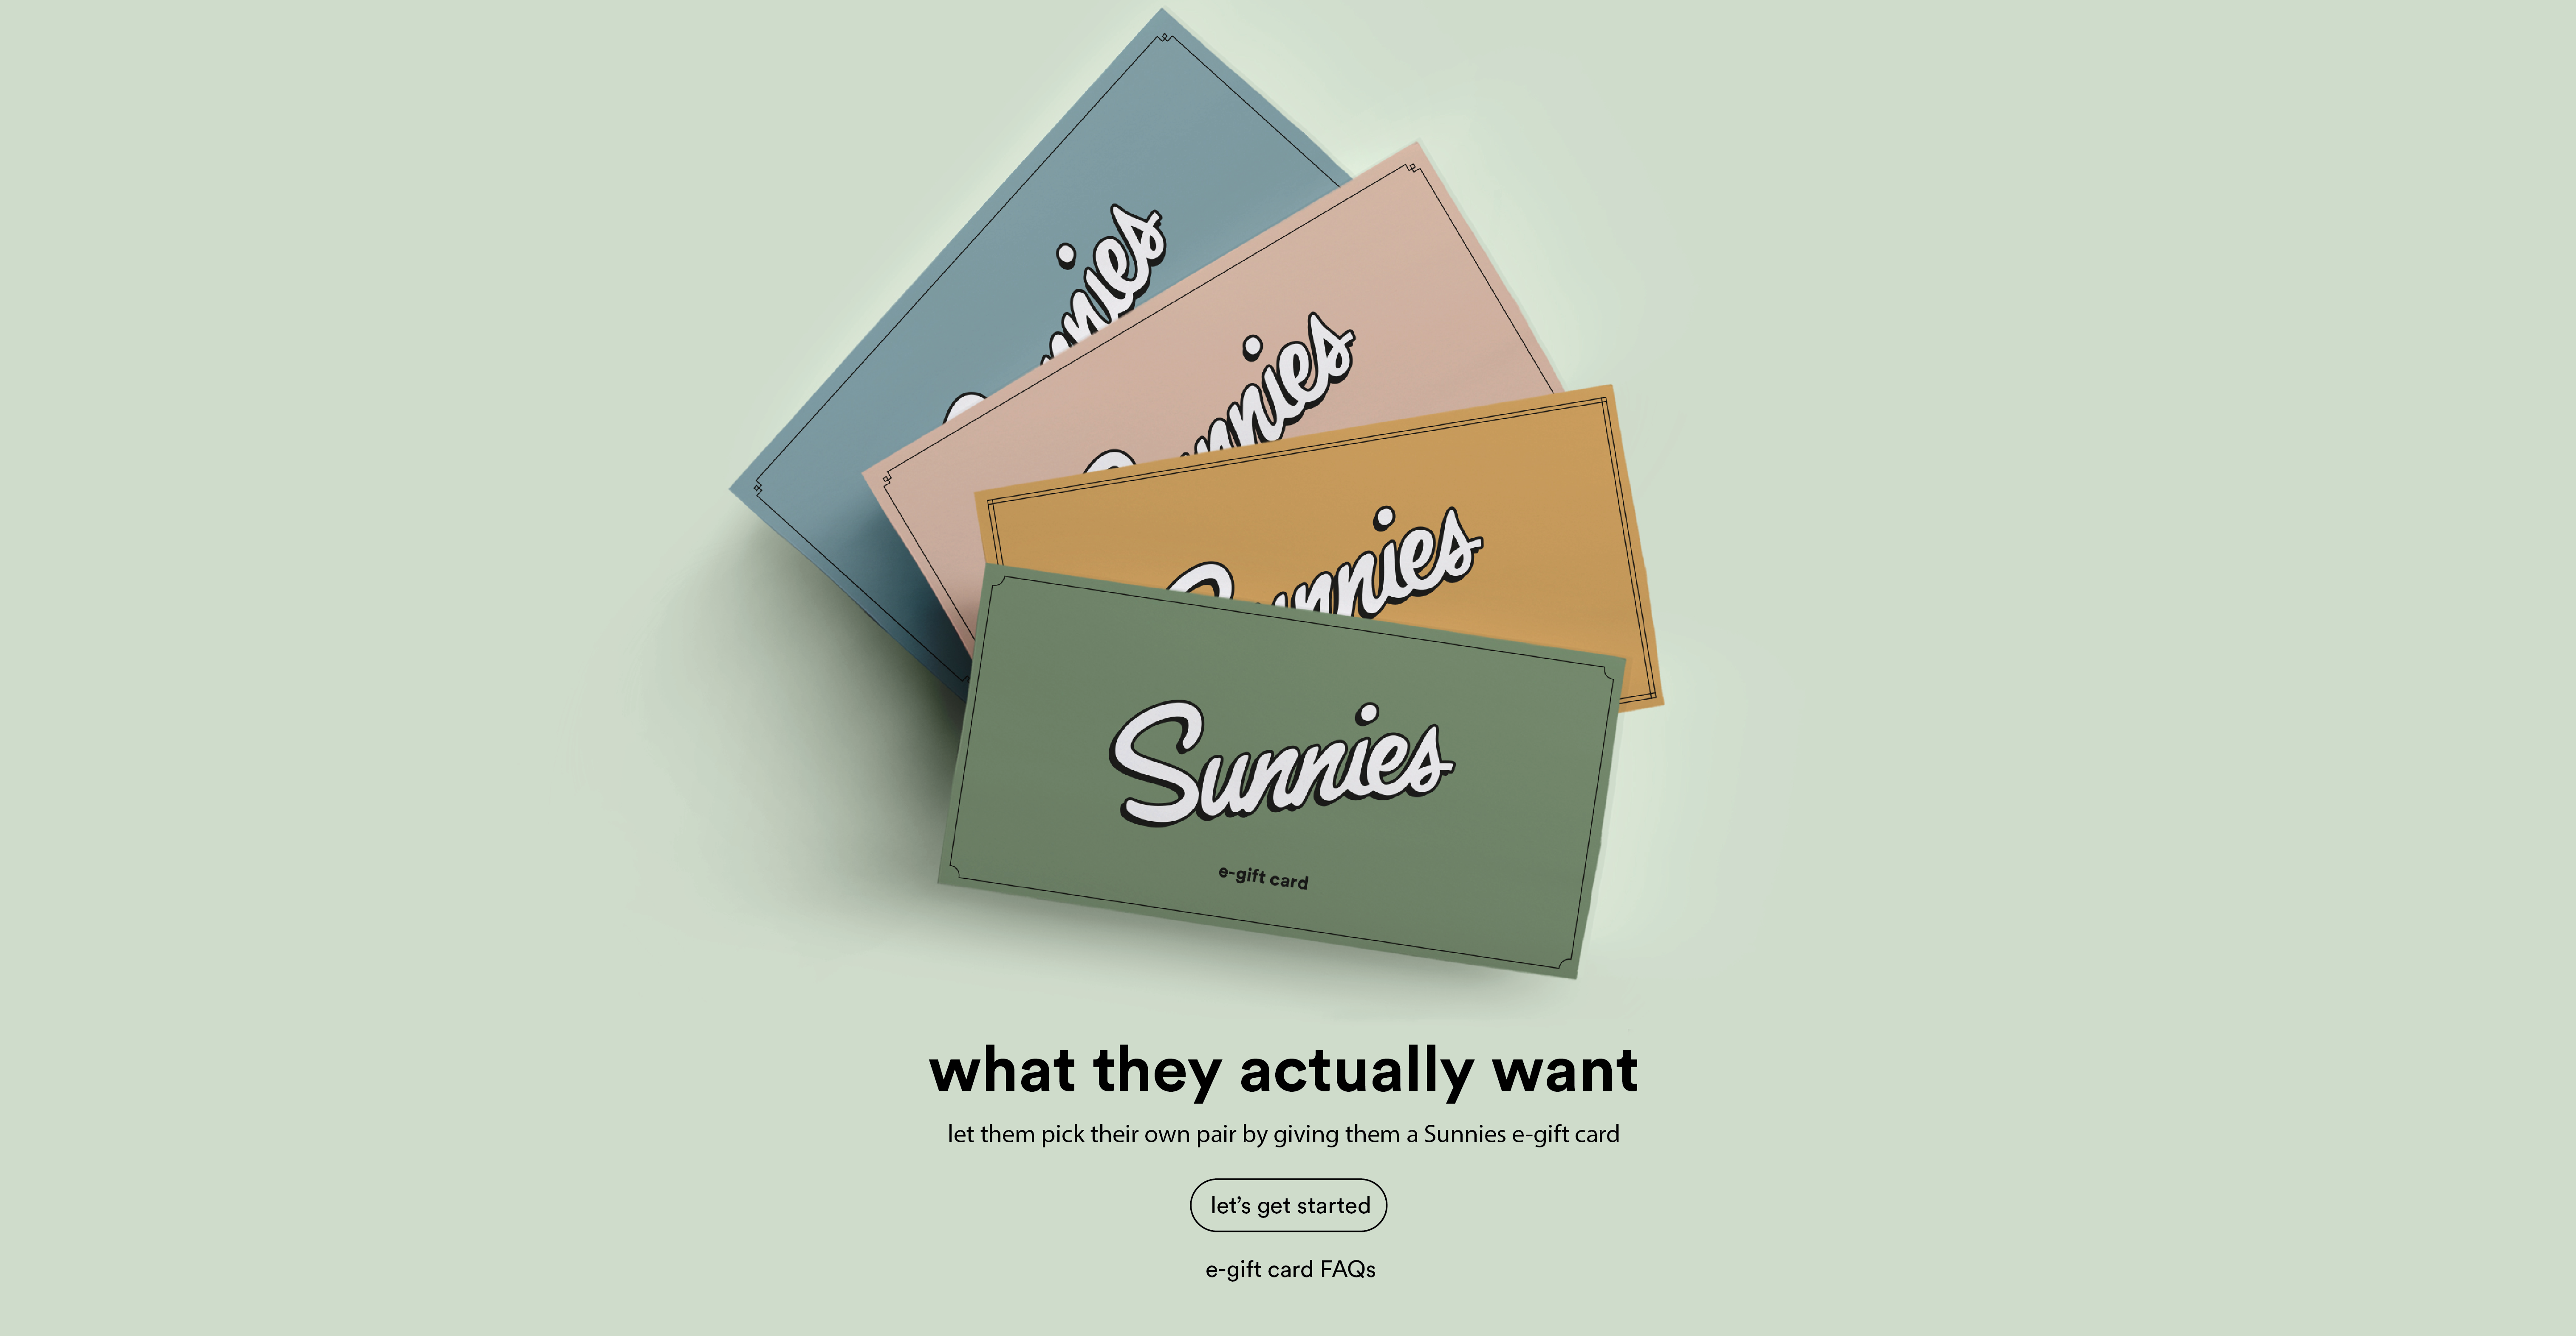 Sunnies
e-gift card
what they actually want
let them pick their own pair by giving them a Sunnies e-gift card
let’s get started
e-gift card FAQs